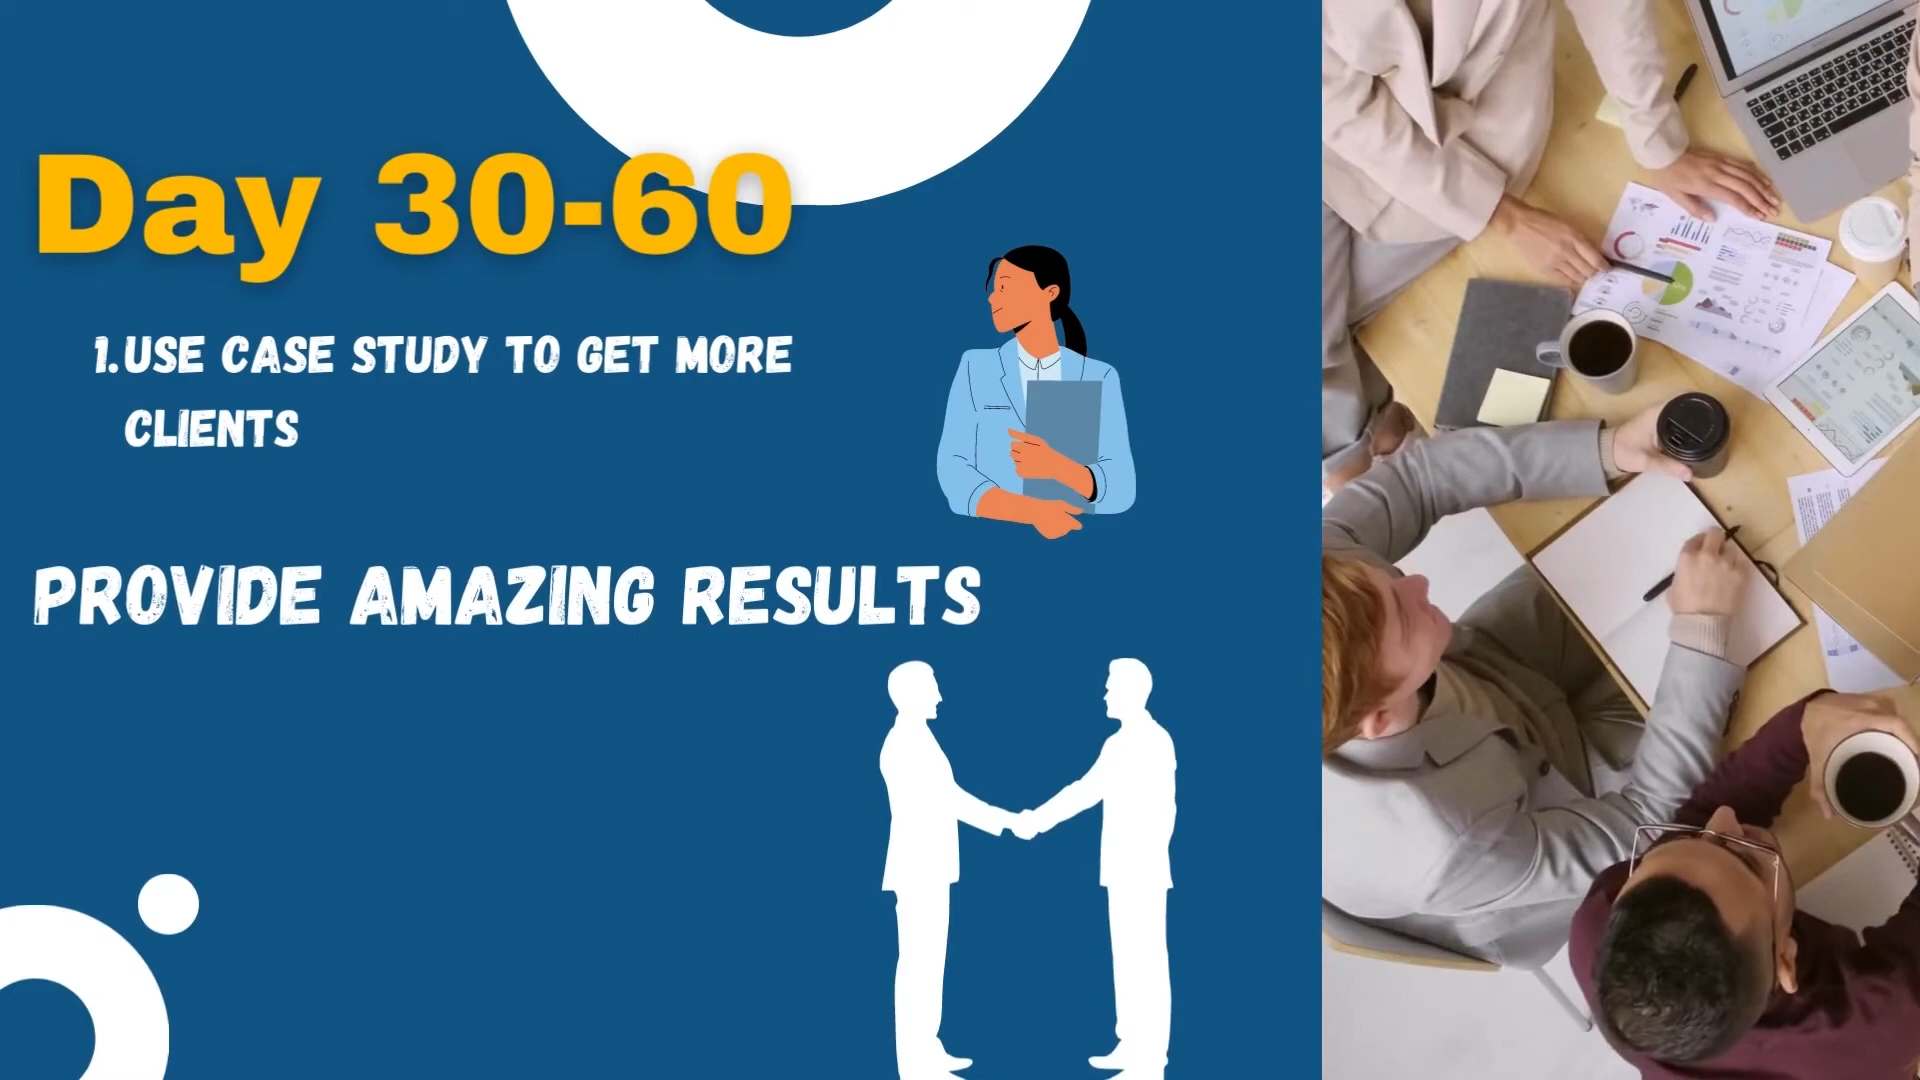 Day 30-60
1.USE CASE STUDY TO GET MORE
CLIENTS
PROVIDE AMAZING RESULTS